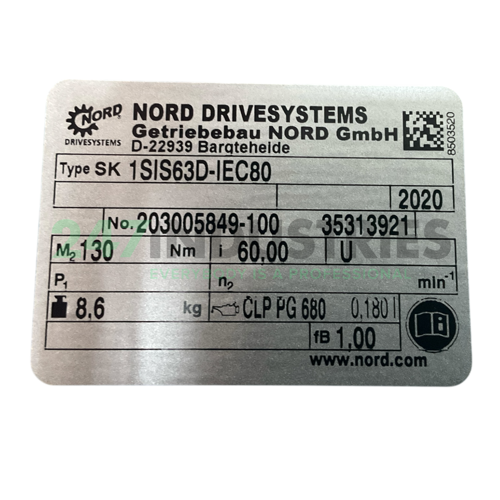 NORD
DRIVESYSTEMS
NORD DRIVESYSTEMS
Getriebebau NORD GmbH
D-22939 Bargteheide
8503520
Type SK 1SIS63D-IEC80
2020
No. 203005849-100 35313921
M2 130 Nm i 60,00 U
P1 n2 min-1
8,6 kg CLP PG 680 0,180 l
fB 1,00
www.nord.com
247 INDUSTRIES